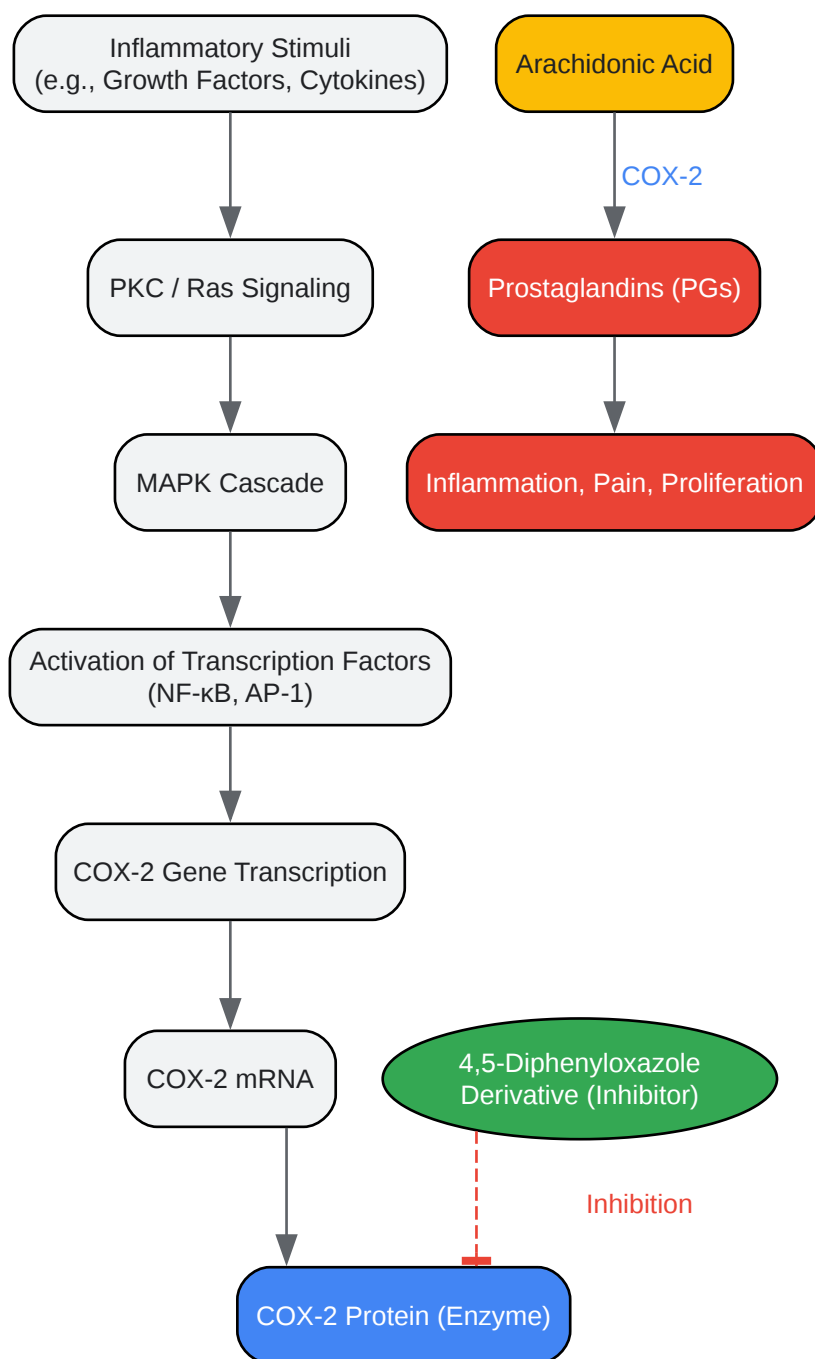 Inflammatory Stimuli
(e.g., Growth Factors, Cytokines)
Arachidonic Acid
COX-2
PKC / Ras Signaling
Prostaglandins (PGs)
MAPK Cascade
Inflammation, Pain, Proliferation
Activation of Transcription Factors
(NF-κB, AP-1)
COX-2 Gene Transcription
COX-2 mRNA
4,5-Diphenyloxazole
Derivative (Inhibitor)
Inhibition
COX-2 Protein (Enzyme)